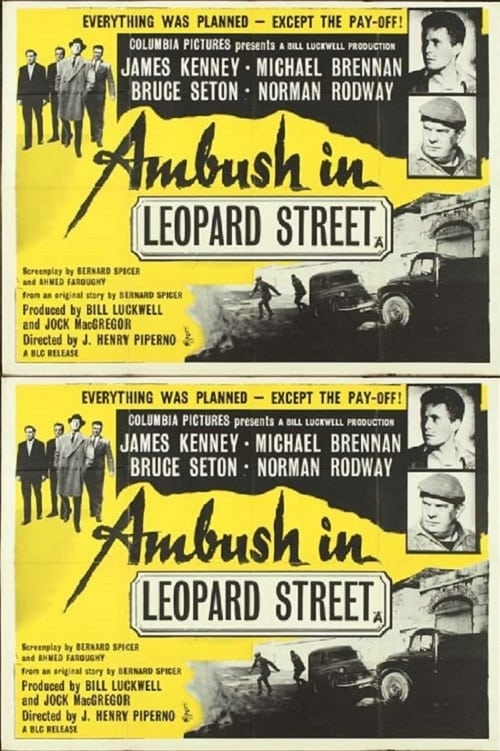 EVERYTHING WAS PLANNED — EXCEPT THE PAY-OFF!
COLUMBIA PICTURES presents A BILL LUCKWELL PRODUCTION
JAMES KENNEY · MICHAEL BRENNAN
BRUCE SETON · NORMAN RODWAY
Ambush in
LEOPARD STREET
A
Screenplay by BERNARD SPICER
and AHMED FAROUGHY
from an original story by BERNARD SPICER
Produced by BILL LUCKWELL
and JOCK MacGREGOR
Directed by J. HENRY PIPERNO
A BLC RELEASE
EVERYTHING WAS PLANNED — EXCEPT THE PAY-OFF!
COLUMBIA PICTURES presents A BILL LUCKWELL PRODUCTION
JAMES KENNEY · MICHAEL BRENNAN
BRUCE SETON · NORMAN RODWAY
Ambush in
LEOPARD STREET
A
Screenplay by BERNARD SPICER
and AHMED FAROUGHY
from an original story by BERNARD SPICER
Produced by BILL LUCKWELL
and JOCK MacGREGOR
Directed by J. HENRY PIPERNO
A BLC RELEASE